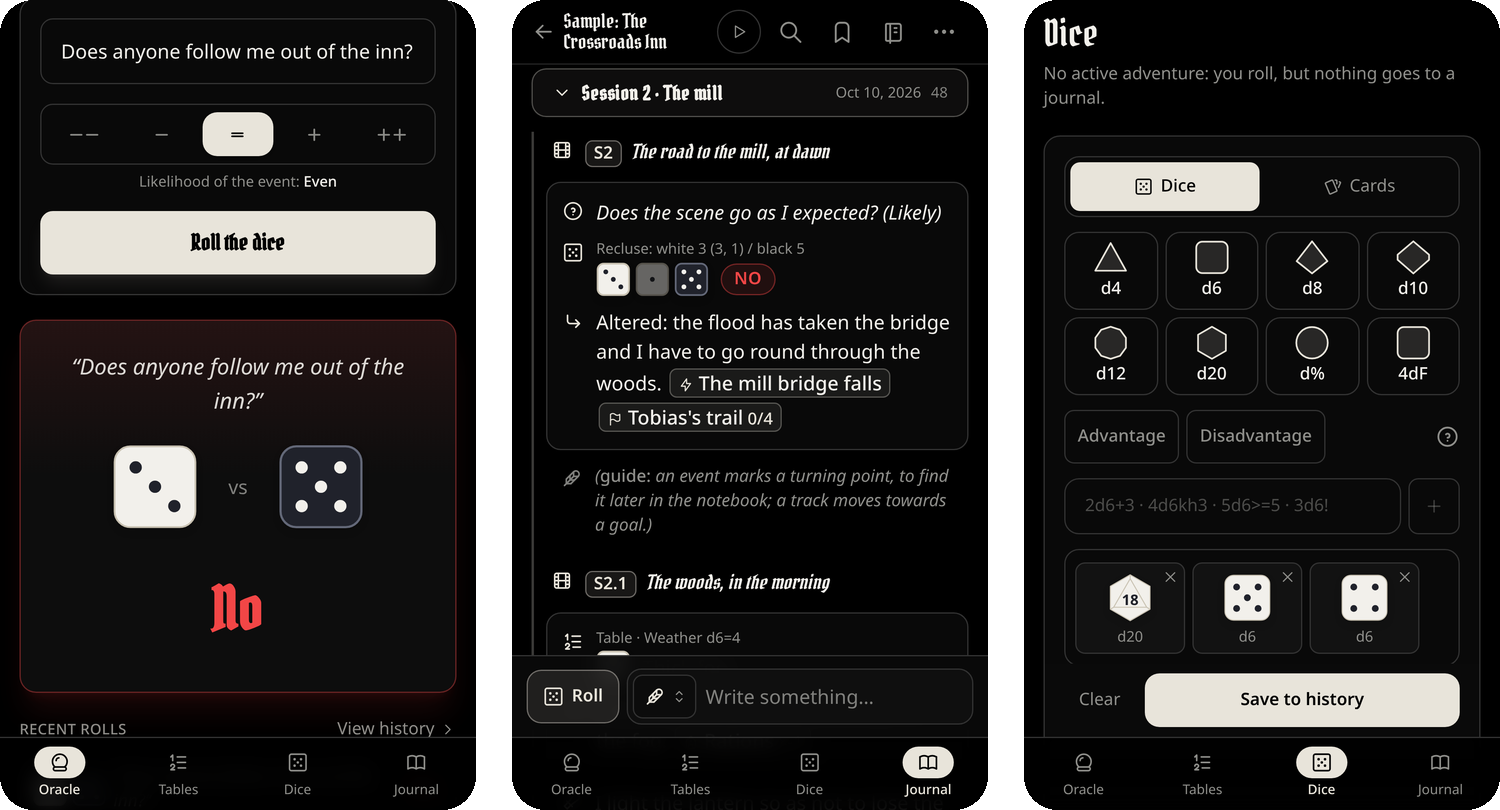 Does anyone follow me out of the inn?
−− − = + ++
Likelihood of the event: Even
Roll the dice
“Does anyone follow me out of the
inn?”
vs
No
RECENT ROLLS View history
Oracle Tables Dice Journal
Sample: The
Crossroads Inn
Session 2 · The mill Oct 10, 2026 48
S2 The road to the mill, at dawn
Does the scene go as I expected? (Likely)
Recluse: white 3 (3, 1) / black 5
NO
Altered: the flood has taken the bridge
and I have to go round through the
woods. The mill bridge falls
Tobias's trail 0/4
(guide: an event marks a turning point, to find
it later in the notebook; a track moves towards
a goal.)
S2.1 The woods, in the morning
Table · Weather d6=4
Roll Write something...
Oracle Tables Dice Journal
Dice
No active adventure: you roll, but nothing goes to a
journal.
Dice Cards
d4 d6 d8 d10
d12 d20 d% 4dF
Advantage Disadvantage
2d6+3 · 4d6kh3 · 5d6>=5 · 3d6! +
18
d20 d6 d6
Clear Save to history
Oracle Tables Dice Journal